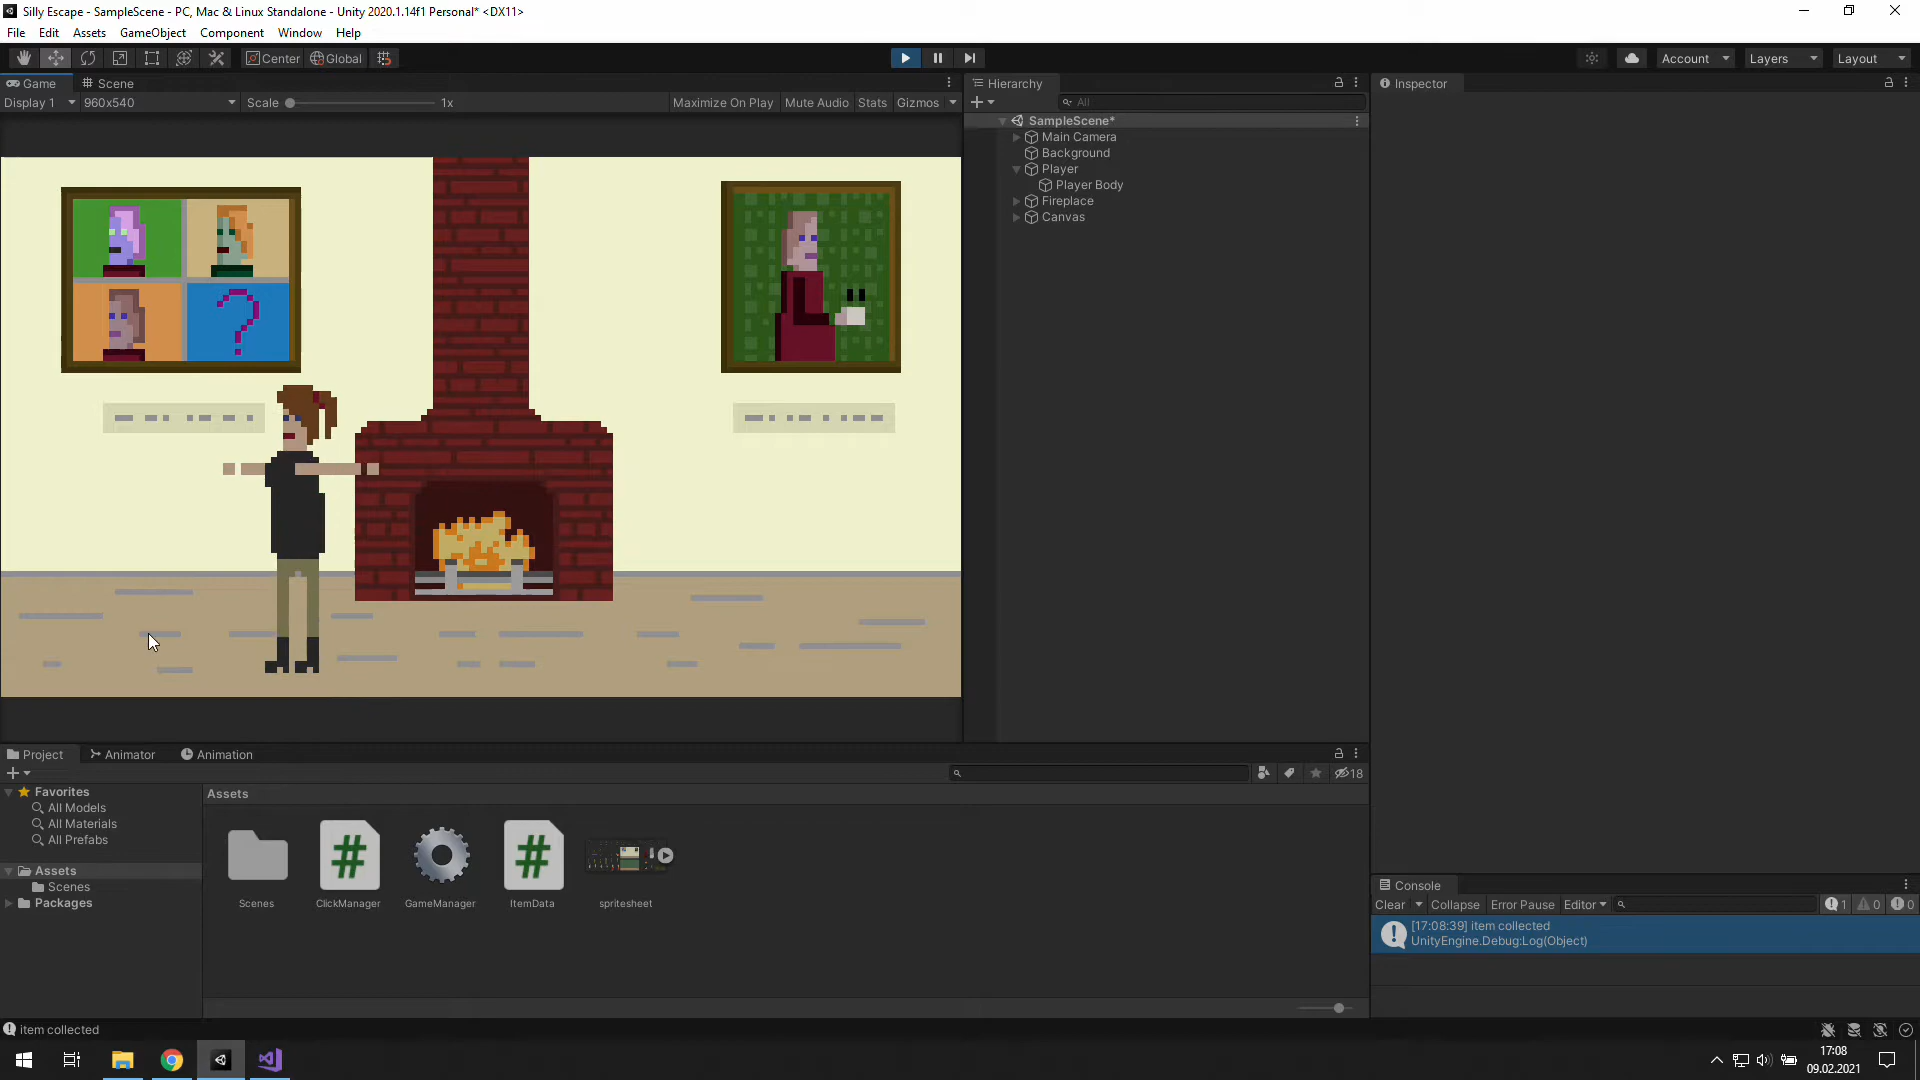 Silly Escape - SampleScene - PC, Mac & Linux Standalone - Unity 2020.1.14f1 Personal* <DX11>
File Edit Assets GameObject Component Window Help
Center Global Account Layers Layout
Game Scene Hierarchy Inspector
Display 1 960x540 Scale 1x Maximize On Play Mute Audio Stats Gizmos All
SampleScene*
Main Camera
Background
Player
Player Body
Fireplace
Canvas
Project Animator Animation
18
Favorites
All Models
All Materials
All Prefabs
Assets
Scenes
Packages
Assets
Scenes ClickManager GameManager ItemData spritesheet
Console
Clear Collapse Error Pause Editor 1 0 0
[17:08:39] item collected
UnityEngine.Debug:Log(Object)
item collected
17:08
09.02.2021